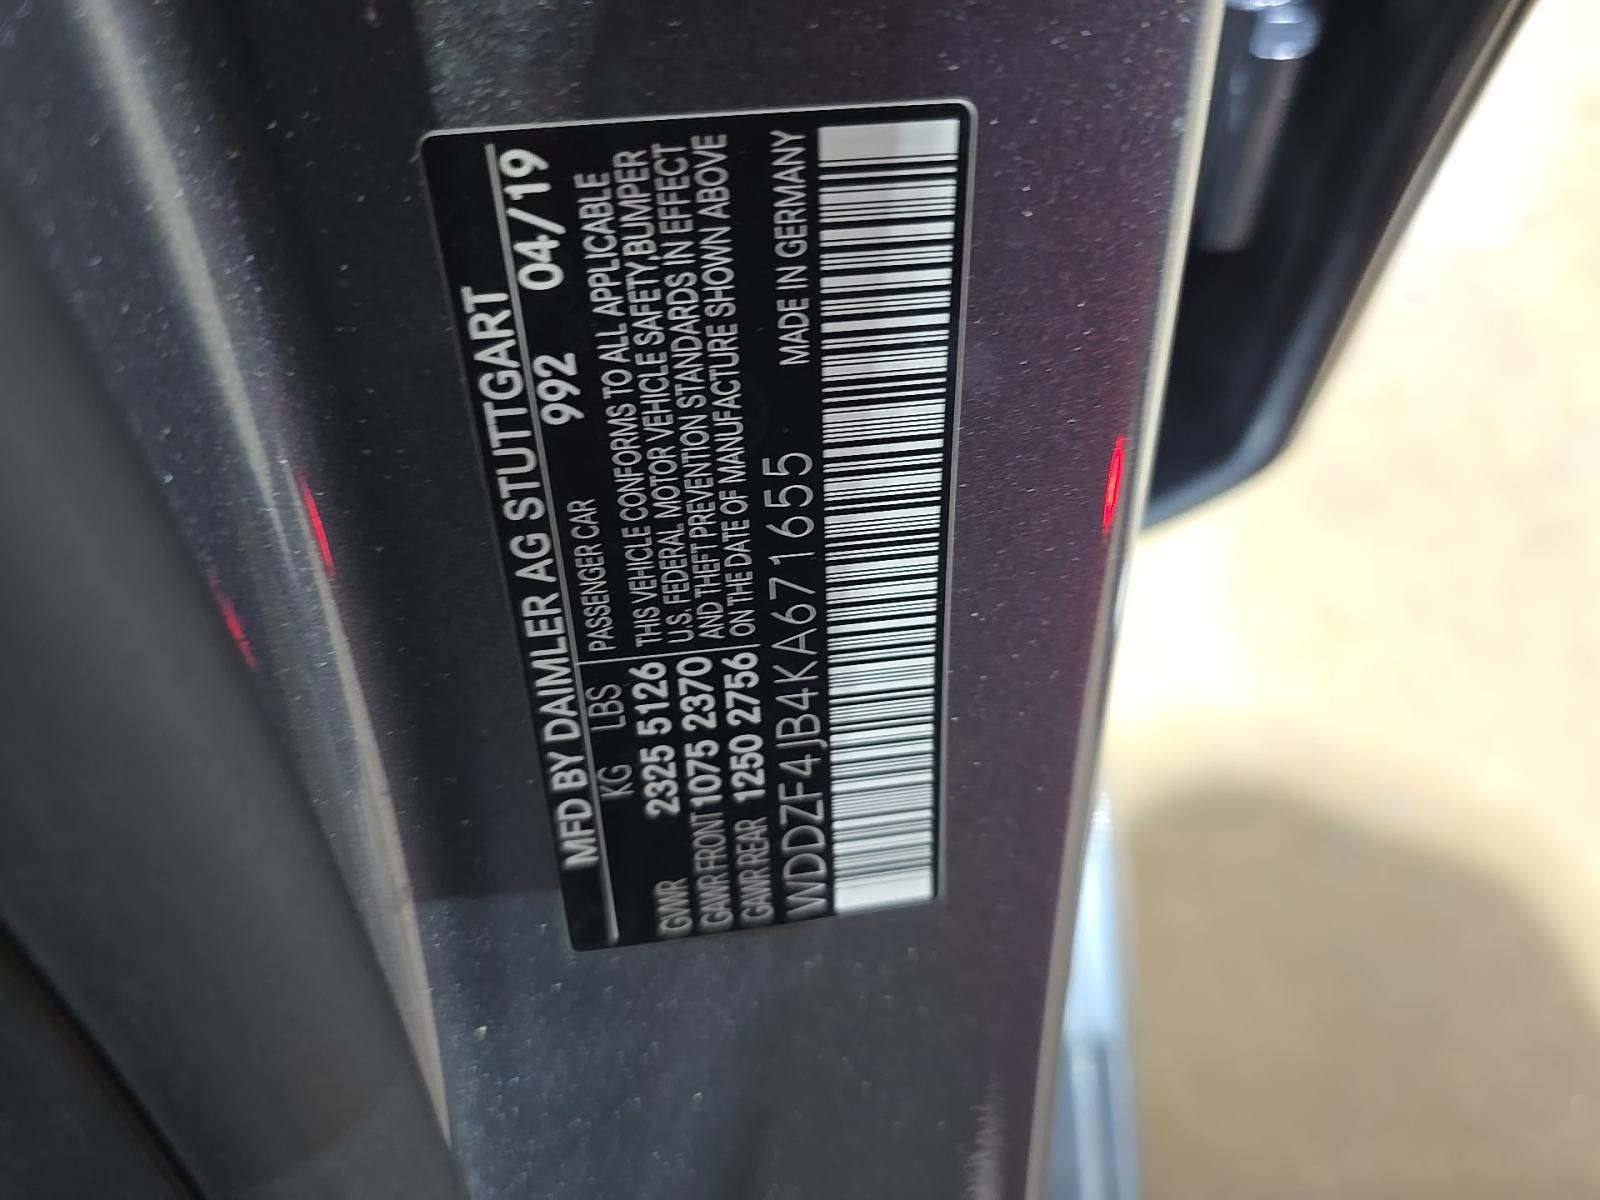 MFD BY DAIMLER AG STUTTGART
992 04/19
KG LBS PASSENGER CAR
GVWR 2325 5126
GAWR FRONT 1075 2370
GAWR REAR 1250 2756
THIS VEHICLE CONFORMS TO ALL APPLICABLE
U.S. FEDERAL MOTOR VEHICLE SAFETY, BUMPER
AND THEFT PREVENTION STANDARDS IN EFFECT
ON THE DATE OF MANUFACTURE SHOWN ABOVE
WDDZF4JB4KA671655
MADE IN GERMANY